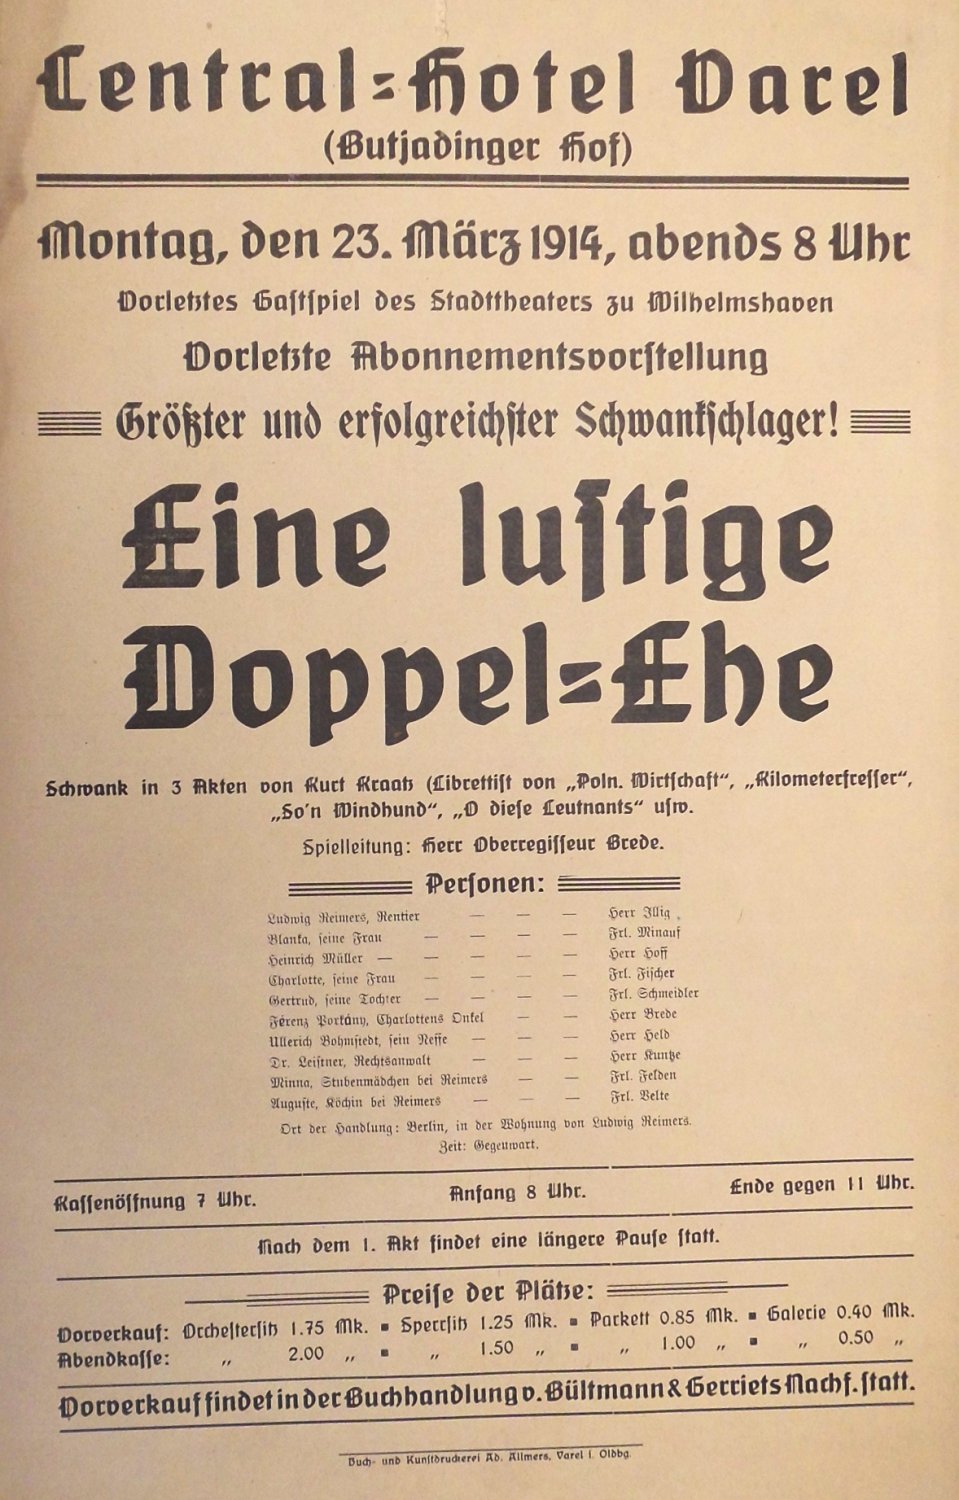 Central-Hotel Varel
(Butjadinger Hof)
Montag, den 23. März 1914, abends 8 Uhr
Vorletztes Gastspiel des Stadttheaters zu Wilhelmshaven
Vorletzte Abonnementsvorstellung
Größter und erfolgreichster Schwankschlager!
Eine lustige
Doppel-Ehe
Schwank in 3 Akten von Kurt Kraatz (Librettist von „Poln. Wirtschaft“, „Kilometerfresser“,
„So'n Windhund“, „O diese Leutnants“ usw.
Spielleitung: Herr Oberregisseur Brede.
Personen:
Ludwig Reimers, Rentier — — — Herr Illig
Blanka, seine Frau — — — — Frl. Minauf
Heinrich Müller — — — — — Herr Hoff
Charlotte, seine Frau — — — — Frl. Fischer
Gertrud, seine Tochter — — — — Frl. Schmeidler
Férenz Porkány, Charlottens Onkel — — Herr Brede
Ullerich Bohmstedt, sein Neffe — — — Herr Held
Dr. Leistner, Rechtsanwalt — — — Herr Kuntze
Minna, Stubenmädchen bei Reimers — — Frl. Felden
Auguste, Köchin bei Reimers — — — Frl. Velte
Ort der Handlung: Berlin, in der Wohnung von Ludwig Reimers.
Zeit: Gegenwart.
Kassenöffnung 7 Uhr. Anfang 8 Uhr. Ende gegen 11 Uhr.
Nach dem 1. Akt findet eine längere Pause statt.
Preise der Plätze:
Vorverkauf: Orchestersitz 1.75 Mk. ▪ Sperrsitz 1.25 Mk. ▪ Parkett 0.85 Mk. ▪ Galerie 0.40 Mk.
Abendkasse: „ 2.00 „ ▪ „ 1.50 „ ▪ „ 1.00 „ ▪ „ 0.50 „
Vorverkauf findet in der Buchhandlung v. Bültmann & Gerriets Nachf. statt.
Buch- und Kunstdruckerei Ad. Allmers, Varel i. Oldbg.